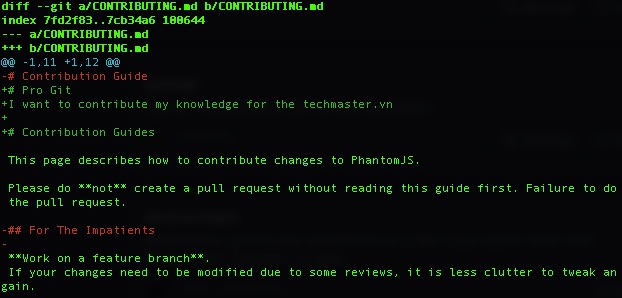 diff --git a/CONTRIBUTING.md b/CONTRIBUTING.md
index 7fd2f83..7cb34a6 100644
--- a/CONTRIBUTING.md
+++ b/CONTRIBUTING.md
@@ -1,11 +1,12 @@
-# Contribution Guide
+# Pro Git
+I want to contribute my knowledge for the techmaster.vn
+
+# Contribution Guides
This page describes how to contribute changes to PhantomJS.
Please do **not** create a pull request without reading this guide first. Failure to do
the pull request.
-## For The Impatients
-
**Work on a feature branch**.
If your changes need to be modified due to some reviews, it is less clutter to tweak an
gain.